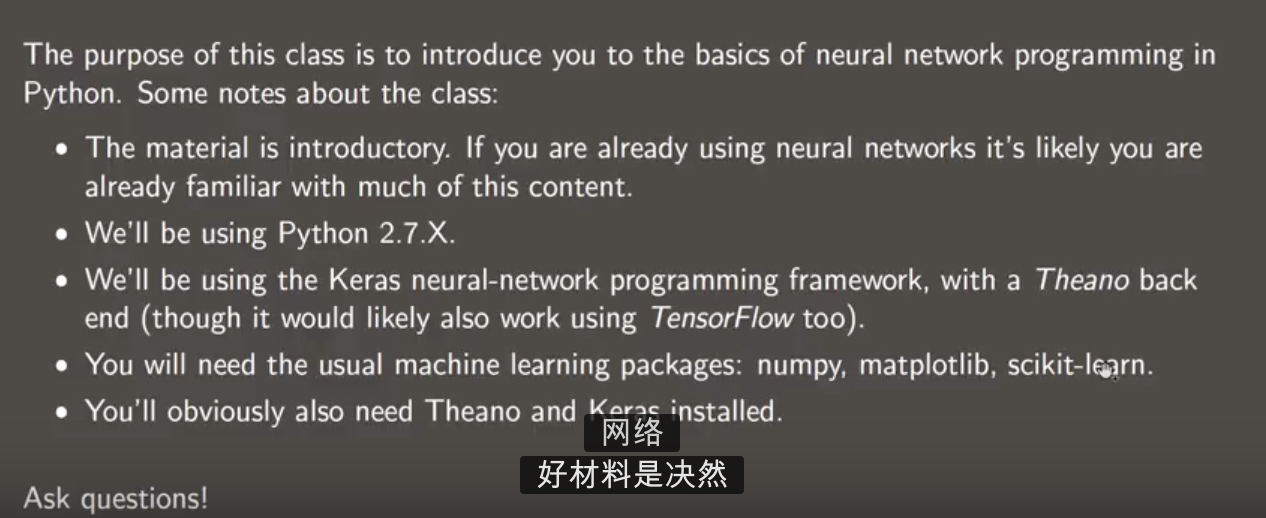 The purpose of this class is to introduce you to the basics of neural network programming in
Python. Some notes about the class:
• The material is introductory. If you are already using neural networks it's likely you are
already familiar with much of this content.
• We'll be using Python 2.7.X.
• We'll be using the Keras neural-network programming framework, with a Theano back
end (though it would likely also work using TensorFlow too).
• You will need the usual machine learning packages: numpy, matplotlib, scikit-learn.
• You'll obviously also need Theano and Keras installed.
网络
好材料是决然
Ask questions!